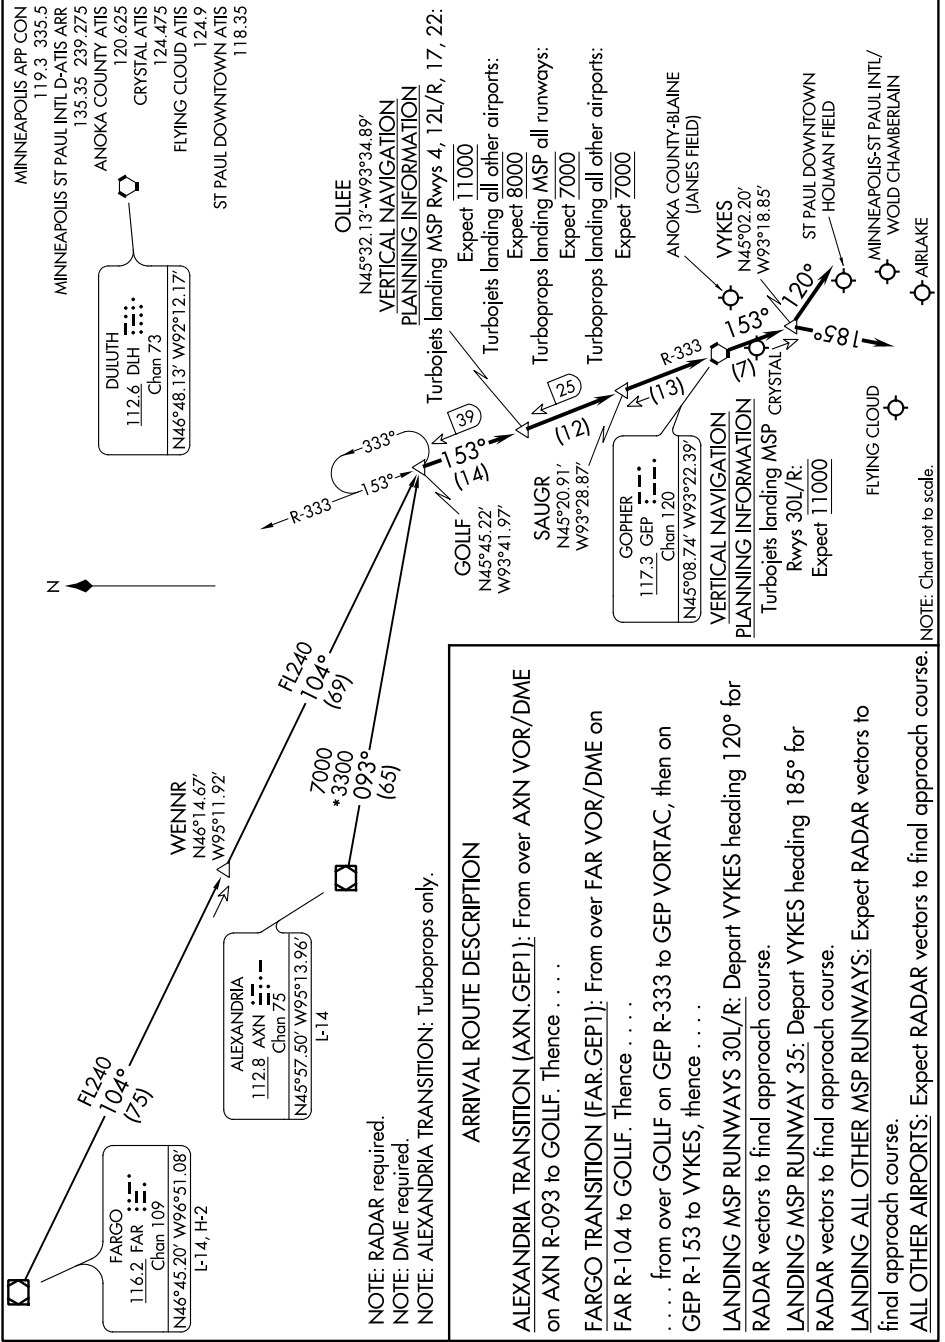 MINNEAPOLIS APP CON
119.3 335.5
MINNEAPOLIS ST PAUL INTL D-ATIS ARR
135.35 239.275
ANOKA COUNTY ATIS
120.625
CRYSTAL ATIS
124.475
FLYING CLOUD ATIS
124.9
ST PAUL DOWNTOWN ATIS
118.35
DULUTH
112.6 DLH
Chan 73
N46°48.13' W92°12.17'
N
FARGO
116.2 FAR
Chan 109
N46°45.20' W96°51.08'
L-14, H-2
FL240
104°
(75)
WENNR
N46°14.67'
W95°11.92'
FL240
104°
(69)
ALEXANDRIA
112.8 AXN
Chan 75
N45°57.50' W95°13.96'
L-14
7000
*3300
093°
(65)
R-333
153°
333°
GOLLF
N45°45.22'
W93°41.97'
39
153°
(14)
OLLEE
N45°32.13'-W93°34.89'
VERTICAL NAVIGATION
PLANNING INFORMATION
Turbojets landing MSP Rwys 4, 12L/R, 17, 22:
Expect 11000
Turbojets landing all other airports:
Expect 8000
Turboprops landing MSP all runways:
Expect 7000
Turboprops landing all other airports:
Expect 7000
25
(12)
SAUGR
N45°20.91'
W93°28.87'
(13)
R-333
GOPHER
117.3 GEP
Chan 120
N45°08.74' W93°22.39'
153°
(7)
ANOKA COUNTY-BLAINE
(JANES FIELD)
VYKES
N45°02.20'
W93°18.85'
CRYSTAL
VERTICAL NAVIGATION
PLANNING INFORMATION
Turbojets landing MSP
Rwys 30L/R:
Expect 11000
120°
185°
ST PAUL DOWNTOWN
HOLMAN FIELD
MINNEAPOLIS-ST PAUL INTL/
WOLD CHAMBERLAIN
FLYING CLOUD
AIRLAKE
NOTE: Chart not to scale.
NOTE: RADAR required.
NOTE: DME required.
NOTE: ALEXANDRIA TRANSITION: Turboprops only.
ARRIVAL ROUTE DESCRIPTION
ALEXANDRIA TRANSITION (AXN.GEP1): From over AXN VOR/DME
on AXN R-093 to GOLLF. Thence . . . .
FARGO TRANSITION (FAR.GEP1): From over FAR VOR/DME on
FAR R-104 to GOLLF. Thence . . . .
. . . . from over GOLLF on GEP R-333 to GEP VORTAC, then on
GEP R-153 to VYKES, thence . . . .
LANDING MSP RUNWAYS 30L/R: Depart VYKES heading 120° for
RADAR vectors to final approach course.
LANDING MSP RUNWAY 35: Depart VYKES heading 185° for
RADAR vectors to final approach course.
LANDING ALL OTHER MSP RUNWAYS: Expect RADAR vectors to
final approach course.
ALL OTHER AIRPORTS: Expect RADAR vectors to final approach course.